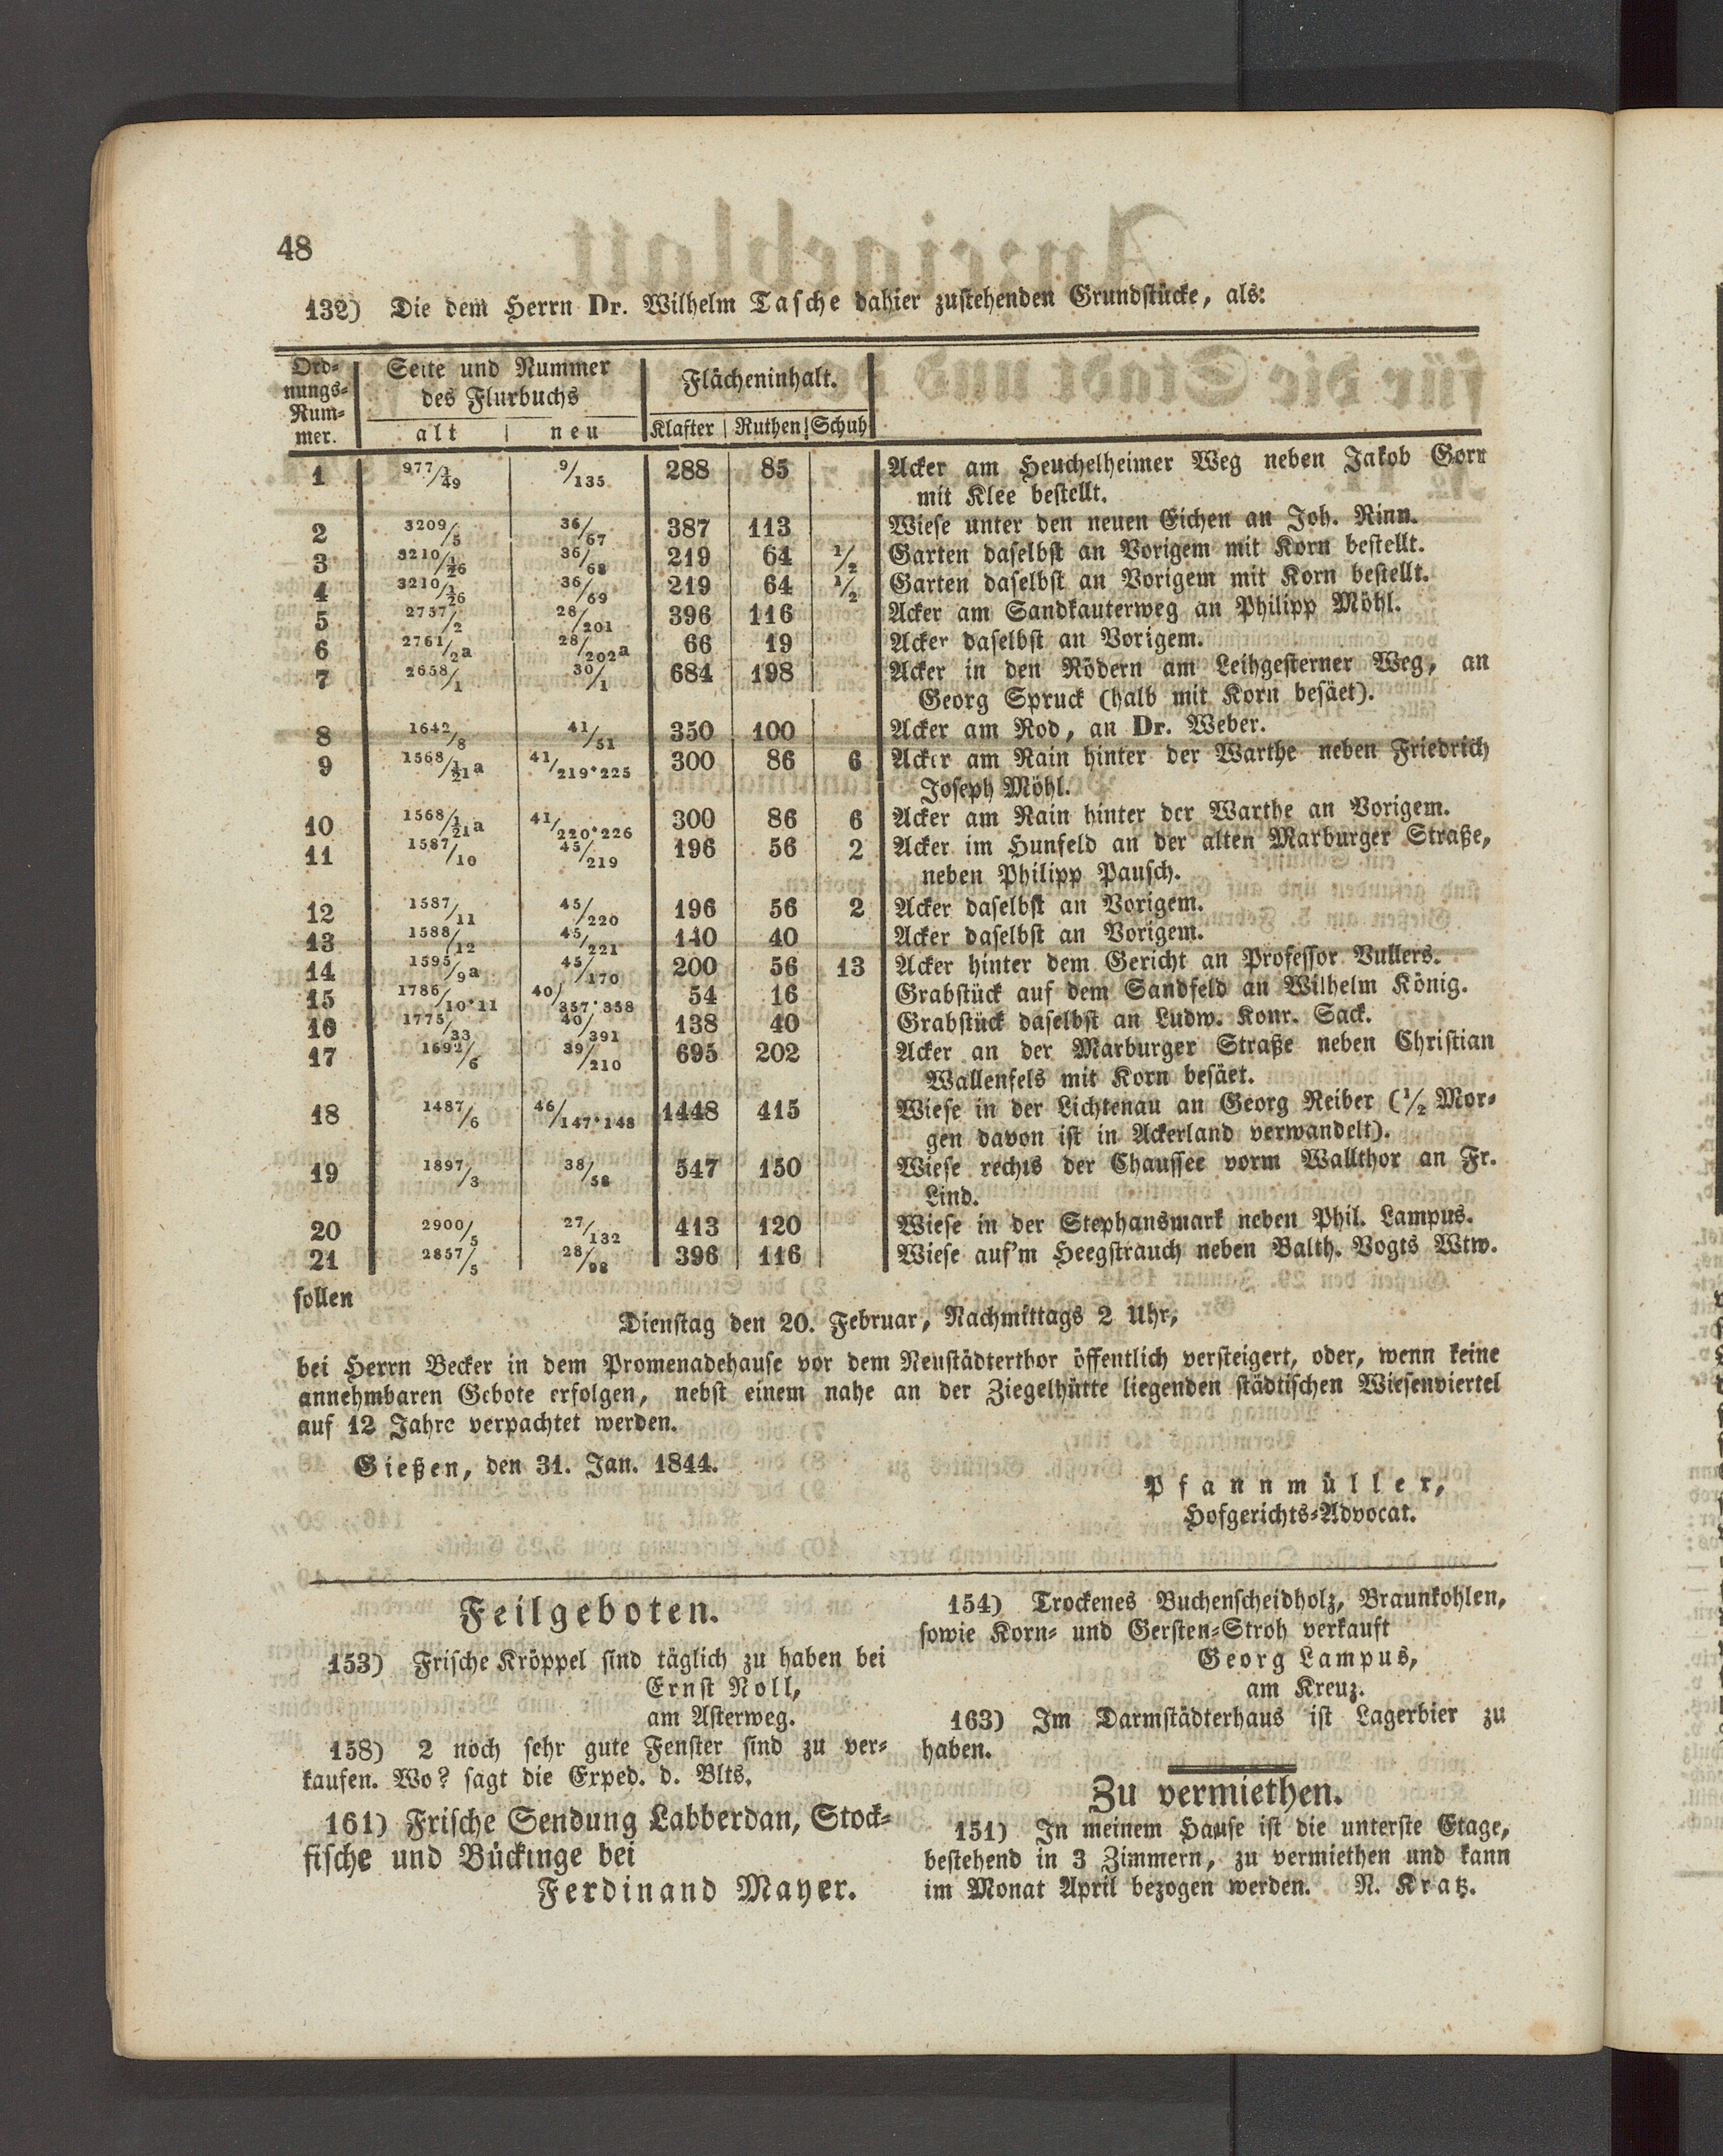 48
132) Die dem Herrn Dr. Wilhelm Tasche dahier zustehenden Grundstücke, als:
Ord-
nungs-
Num-
mer.
Seite und Nummer
des Flurbuchs
alt | neu
Flächeninhalt.
Klafter | Ruthen | Schuh
1 977/1/49 9/135 288 85 Acker am Heuchelheimer Weg neben Jakob Gorr
mit Klee bestellt.
2 3209/5 36/67 387 113 Wiese unter den neuen Eichen an Joh. Rinn.
3 3210/1/26 36/68 219 64 1/2 Garten daselbst an Vorigem mit Korn bestellt.
4 3210/1/26 36/69 219 64 1/2 Garten daselbst an Vorigem mit Korn bestellt.
5 2757/2 28/201 396 116 Acker am Sandkauterweg an Philipp Möhl.
6 2761/2a 28/202a 66 19 Acker daselbst an Vorigem.
7 2658/1 30/1 684 198 Acker in den Rödern am Leihgesterner Weg, an
Georg Spruck (halb mit Korn besäet).
8 1642/8 41/51 350 100 Acker am Rod, an Dr. Weber.
9 1568/1/21a 41/219·225 300 86 6 Acker am Rain hinter der Warthe neben Friedrich
Joseph Möhl.
10 1568/1/21a 41/220·226 300 86 6 Acker am Rain hinter der Warthe an Vorigem.
11 1587/10 45/219 196 56 2 Acker im Hunfeld an der alten Marburger Straße,
neben Philipp Pausch.
12 1587/11 45/220 196 56 2 Acker daselbst an Vorigem.
13 1588/12 45/221 140 40 Acker daselbst an Vorigem.
14 1595/9a 45/170 200 56 13 Acker hinter dem Gericht an Professor Vullers.
15 1786/10·11 40/357·358 54 16 Grabstück auf dem Sandfeld an Wilhelm König.
16 1775/33 40/391 138 40 Grabstück daselbst an Ludw. Konr. Sack.
17 1692/6 39/210 695 202 Acker an der Marburger Straße neben Christian
Wallenfels mit Korn besäet.
18 1487/6 46/147·148 1448 415 Wiese in der Lichtenau an Georg Reiber (1/2 Mor-
gen davon ist in Ackerland verwandelt).
19 1897/3 38/58 547 150 Wiese rechts der Chaussee vorm Wallthor an Fr.
Lind.
20 2900/5 27/132 413 120 Wiese in der Stephansmark neben Phil. Lampus.
21 2857/5 28/98 396 116 Wiese auf'm Heegstrauch neben Balth. Vogts Wtw.
sollen
Dienstag den 20. Februar, Nachmittags 2 Uhr,
bei Herrn Becker in dem Promenadehause vor dem Neustädterthor öffentlich versteigert, oder, wenn keine
annehmbaren Gebote erfolgen, nebst einem nahe an der Ziegelhütte liegenden städtischen Wiesenviertel
auf 12 Jahre verpachtet werden.
Gießen, den 31. Jan. 1844.
Pfannmüller,
Hofgerichts-Advocat.
Feilgeboten.
153) Frische Kröppel sind täglich zu haben bei
Ernst Noll,
am Asterweg.
158) 2 noch sehr gute Fenster sind zu ver-
kaufen. Wo? sagt die Exped. d. Blts.
161) Frische Sendung Labberdan, Stock-
fische und Bückinge bei
Ferdinand Mayer.
154) Trockenes Buchenscheidholz, Braunkohlen,
sowie Korn- und Gersten-Stroh verkauft
Georg Lampus,
am Kreuz.
163) Im Darmstädterhaus ist Lagerbier zu
haben.
Zu vermiethen.
151) In meinem Hause ist die unterste Etage,
bestehend in 3 Zimmern, zu vermiethen und kann
im Monat April bezogen werden. N. Kratz.